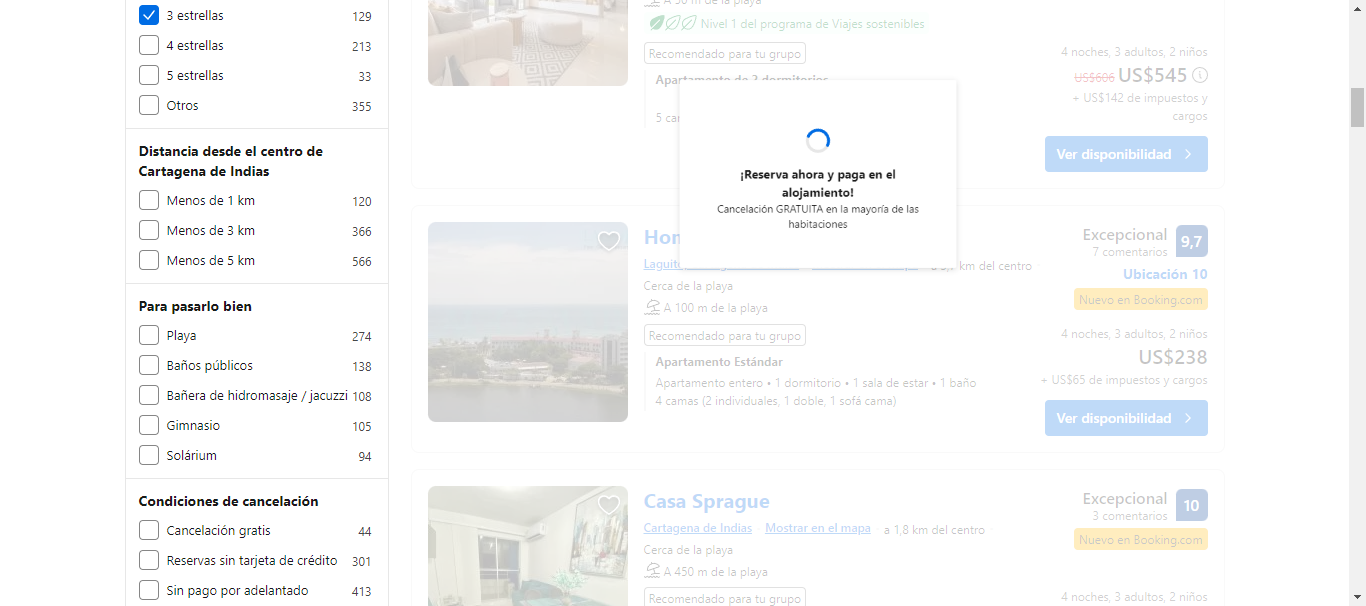 3 estrellas 129
4 estrellas 213
5 estrellas 33
Otros 355
Distancia desde el centro de
Cartagena de Indias
Menos de 1 km 120
Menos de 3 km 366
Menos de 5 km 566
Para pasarlo bien
Playa 274
Baños públicos 138
Bañera de hidromasaje / jacuzzi 108
Gimnasio 105
Solárium 94
Condiciones de cancelación
Cancelación gratis 44
Reservas sin tarjeta de crédito 301
Sin pago por adelantado 413
A 50 m de la playa
Nivel 1 del programa de Viajes sostenibles
Recomendado para tu grupo
Apartamento de 2 dormitorios
5
4 noches, 3 adultos, 2 niños
US$606 US$545
+ US$142 de impuestos y
cargos
Ver disponibilidad
¡Reserva ahora y paga en el
alojamiento!
Cancelación GRATUITA en la mayoría de las
habitaciones
km del centro
Cerca de la playa
A 100 m de la playa
Recomendado para tu grupo
Apartamento Estándar
Apartamento entero • 1 dormitorio • 1 sala de estar • 1 baño
4 camas (2 individuales, 1 doble, 1 sofá cama)
Excepcional 9,7
7 comentarios
Ubicación 10
Nuevo en Booking.com
4 noches, 3 adultos, 2 niños
US$238
+ US$65 de impuestos y cargos
Ver disponibilidad
Casa Sprague
Cartagena de Indias Mostrar en el mapa a 1,8 km del centro
Cerca de la playa
A 450 m de la playa
Recomendado para tu grupo
Excepcional 10
3 comentarios
Nuevo en Booking.com
4 noches, 3 adultos, 2 niños